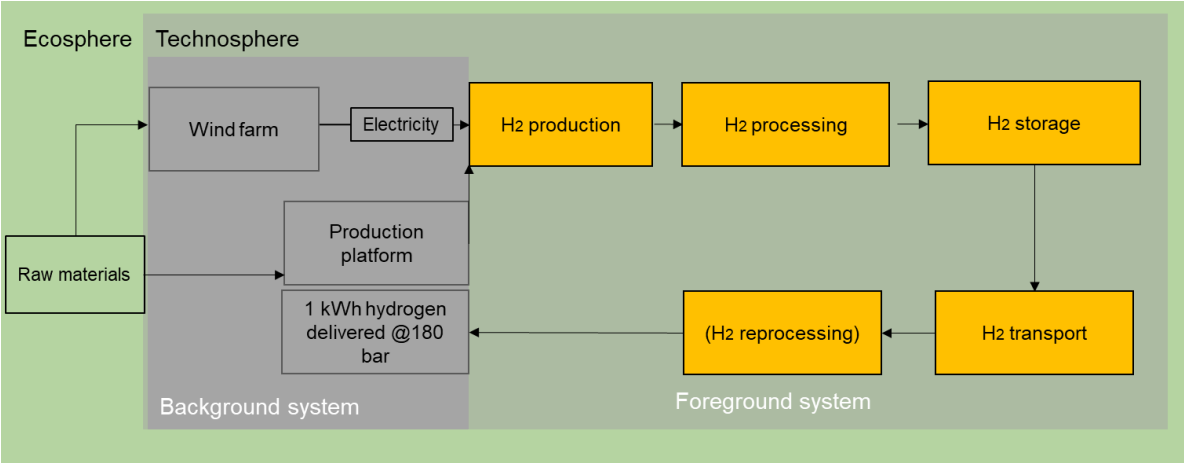 Ecosphere
Technosphere
Wind farm
Electricity
H2 production
H2 processing
H2 storage
Production
platform
Raw materials
1 kWh hydrogen
delivered @180
bar
(H2 reprocessing)
H2 transport
Background system
Foreground system